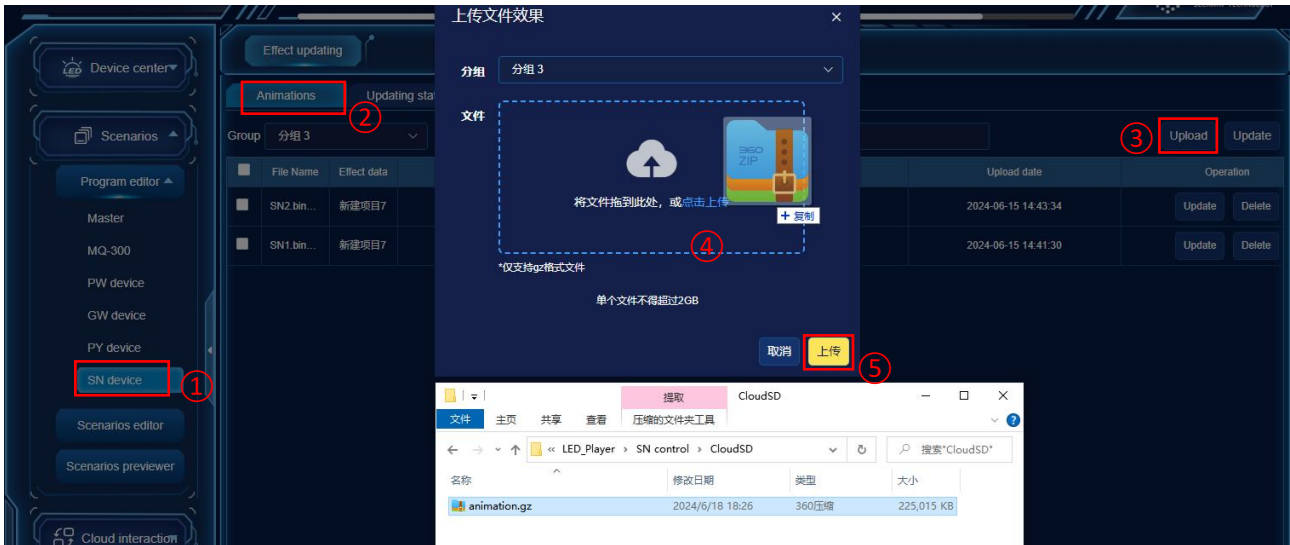 上传文件效果
Device center
Effect updating
分组 分组 3
Animations
Updating sta
②
文件
Scenarios
Group 分组 3
③
Upload Update
360
ZIP
File Name Effect data Upload date Operation
Program editor
将文件拖到此处，或点击上传
+ 复制
SN2.bin... 新建项目7 2024-06-15 14:43:34 Update Delete
Master
④
SN1.bin... 新建项目7 2024-06-15 14:41:30 Update Delete
MQ-300
*仅支持gz格式文件
PW device
单个文件不得超过2GB
GW device
PY device
取消 上传
⑤
SN device
①
提取 CloudSD
文件 主页 共享 查看 压缩的文件夹工具
Scenarios editor
« LED_Player › SN control › CloudSD
搜索"CloudSD"
Scenarios previewer
名称 修改日期 类型 大小
animation.gz 2024/6/18 18:26 360压缩 225,015 KB
Cloud interaction